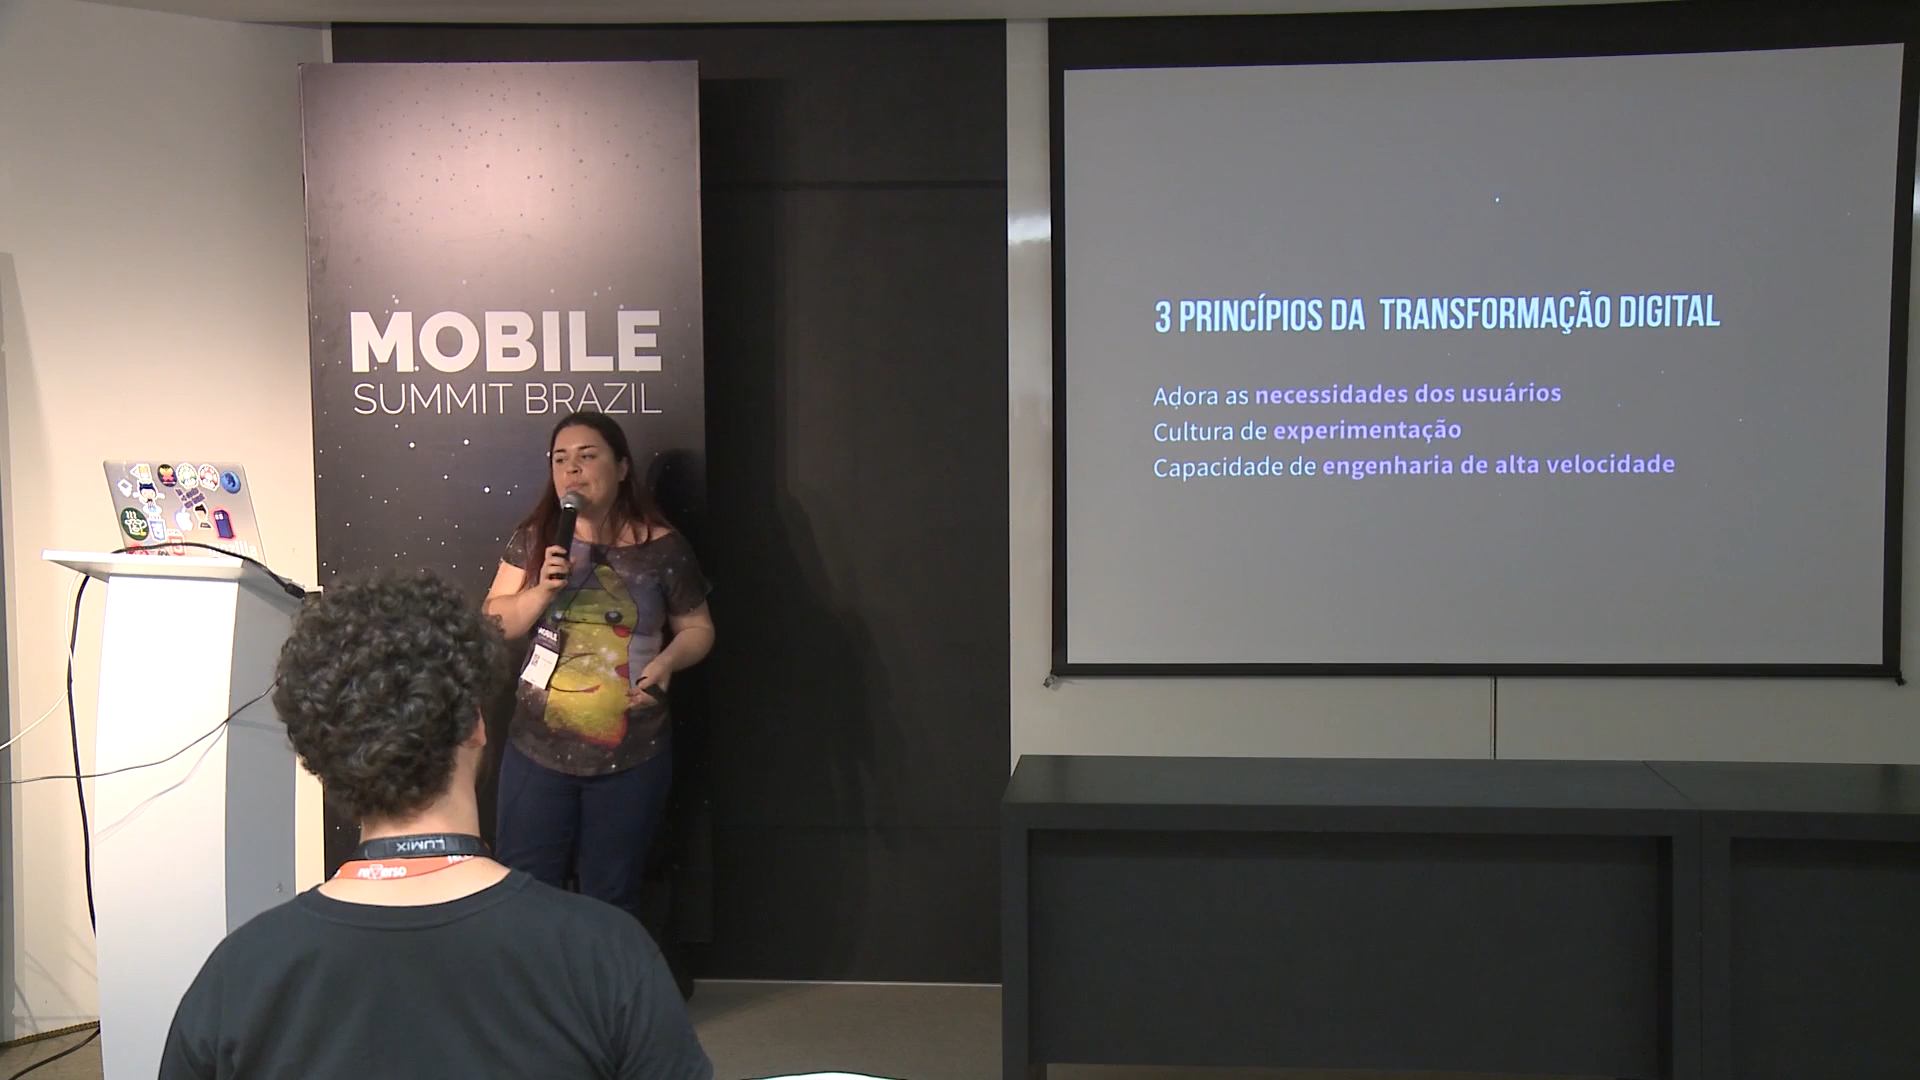 MOBILE
SUMMIT BRAZIL
3 PRINCÍPIOS DA TRANSFORMAÇÃO DIGITAL
Adora as necessidades dos usuários
Cultura de experimentação
Capacidade de engenharia de alta velocidade
MOBILE
LUMIX